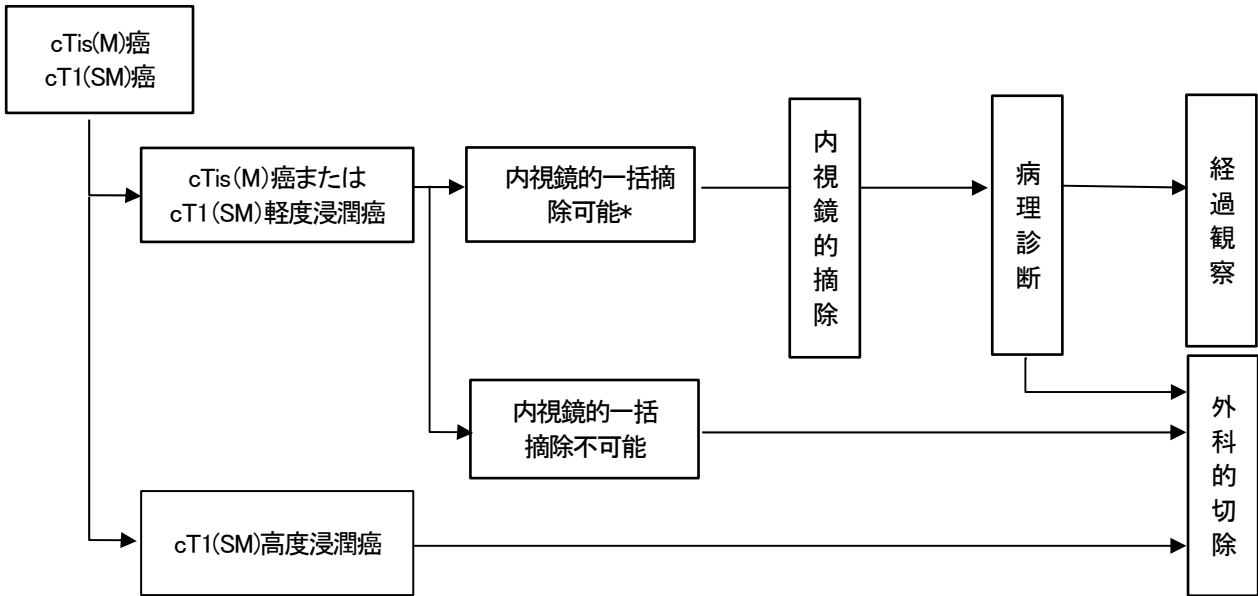 cTis(M)癌
cT1(SM)癌
cTis(M)癌または
cT1(SM)軽度浸潤癌
内視鏡的一括摘
除可能*
内視鏡的摘除
病理診断
経過観察
内視鏡的一括
摘除不可能
外科的切除
cT1(SM)高度浸潤癌